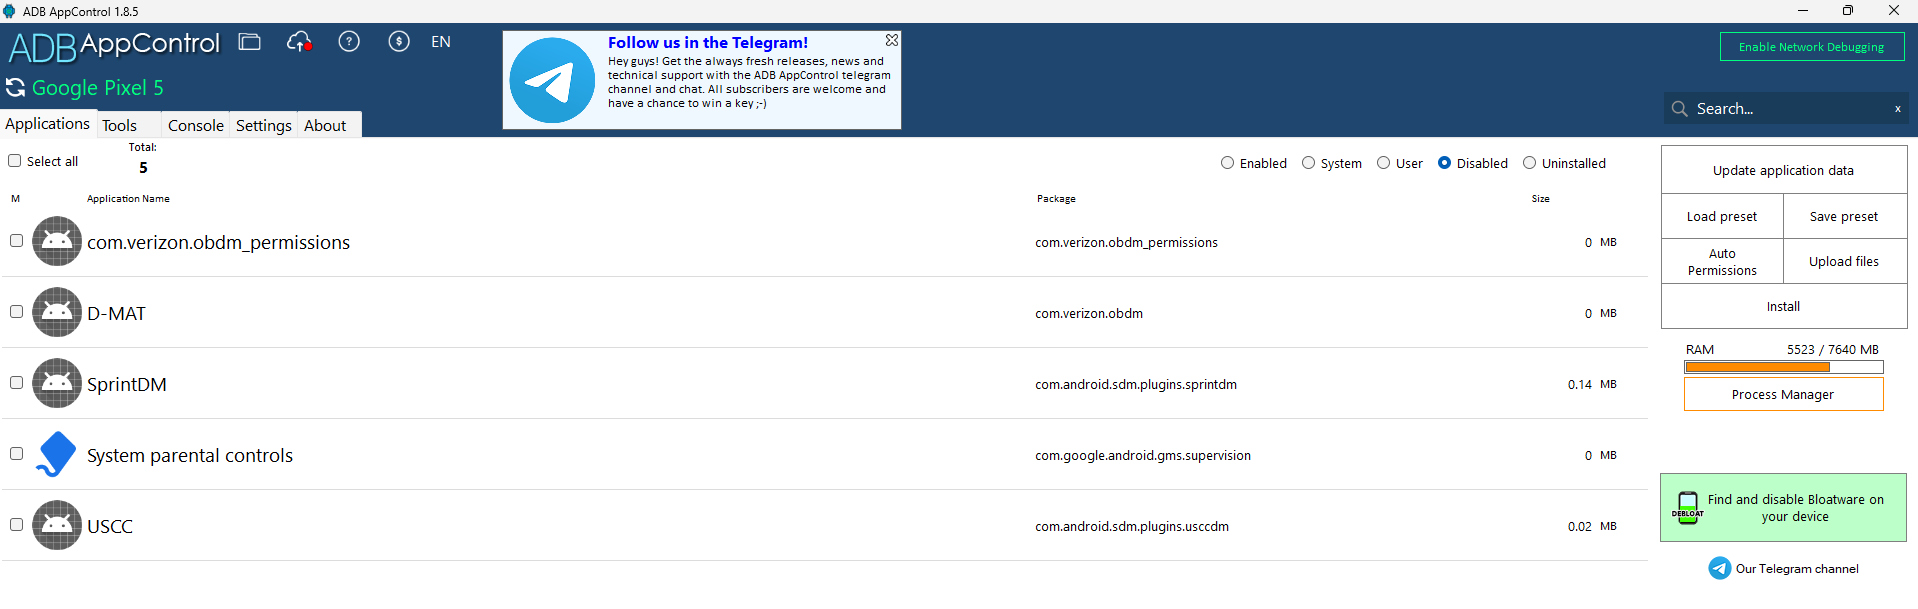 ADB AppControl 1.8.5
ADB AppControl
?
$
EN
Google Pixel 5
Follow us in the Telegram!
Hey guys! Get the always fresh releases, news and
technical support with the ADB AppControl telegram
channel and chat. All subscribers are welcome and
have a chance to win a key ;-)
Enable Network Debugging
Search...
x
Applications
Tools
Console
Settings
About
Select all
Total:
5
Enabled
System
User
Disabled
Uninstalled
M
Application Name
Package
Size
com.verizon.obdm_permissions
com.verizon.obdm_permissions
0 MB
D-MAT
com.verizon.obdm
0 MB
SprintDM
com.android.sdm.plugins.sprintdm
0.14 MB
System parental controls
com.google.android.gms.supervision
0 MB
USCC
com.android.sdm.plugins.usccdm
0.02 MB
Update application data
Load preset
Save preset
Auto
Permissions
Upload files
Install
RAM
5523 / 7640 MB
Process Manager
DEBLOAT
Find and disable Bloatware on
your device
Our Telegram channel